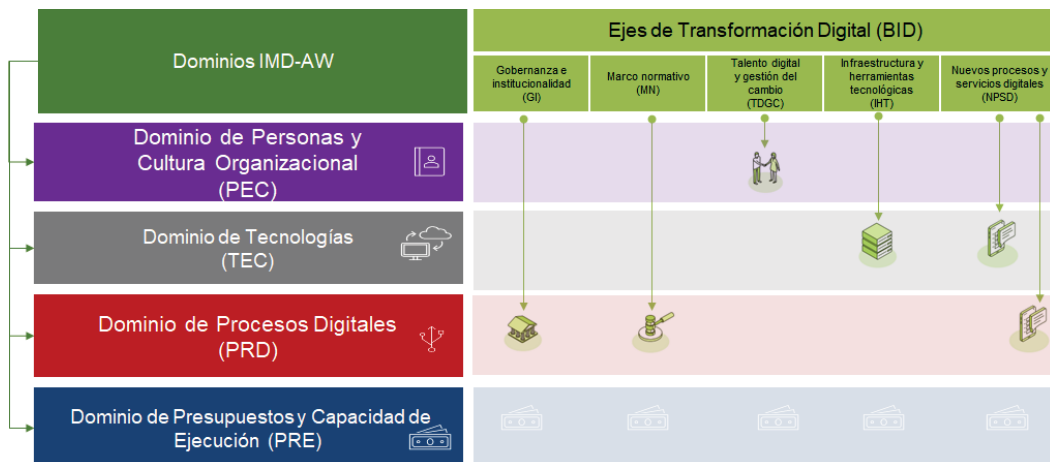 Dominios IMD-AW
Ejes de Transformación Digital (BID)
Gobernanza e
institucionalidad
(GI)
Marco normativo
(MN)
Talento digital
y gestión del
cambio
(TDGC)
Infraestructura y
herramientas
tecnológicas
(IHT)
Nuevos procesos y
servicios digitales
(NPSD)
Dominio de Personas y
Cultura Organizacional
(PEC)
Dominio de Tecnologías
(TEC)
Dominio de Procesos Digitales
(PRD)
Dominio de Presupuestos y Capacidad de
Ejecución (PRE)